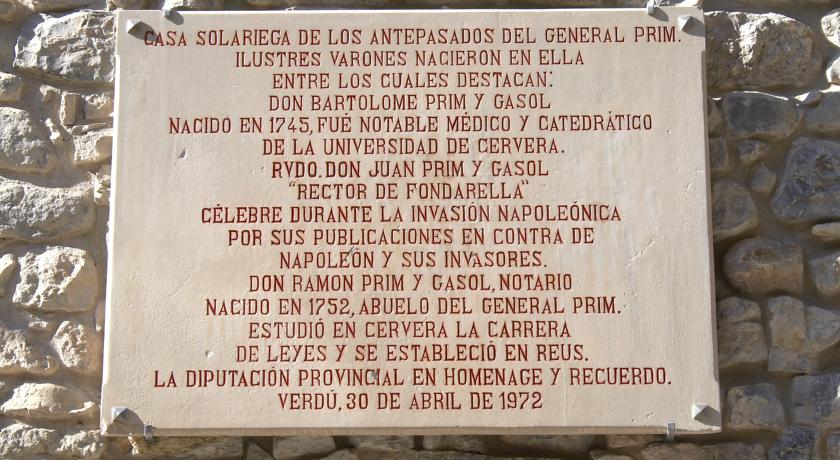 CASA SOLARIEGA DE LOS ANTEPASADOS DEL GENERAL PRIM.
ILUSTRES VARONES NACIERON EN ELLA
ENTRE LOS CUALES DESTACAN:
DON BARTOLOME PRIM Y GASOL
NACIDO EN 1745, FUÉ NOTABLE MÉDICO Y CATEDRÁTICO
DE LA UNIVERSIDAD DE CERVERA.
RVDO. DON JUAN PRIM Y GASOL
"RECTOR DE FONDARELLA"
CÉLEBRE DURANTE LA INVASIÓN NAPOLEÓNICA
POR SUS PUBLICACIONES EN CONTRA DE
NAPOLEÓN Y SUS INVASORES.
DON RAMON PRIM Y GASOL, NOTARIO
NACIDO EN 1752, ABUELO DEL GENERAL PRIM.
ESTUDIÓ EN CERVERA LA CARRERA
DE LEYES Y SE ESTABLECIÓ EN REUS.
LA DIPUTACIÓN PROVINCIAL EN HOMENAGE Y RECUERDO.
VERDÚ, 30 DE ABRIL DE 1972